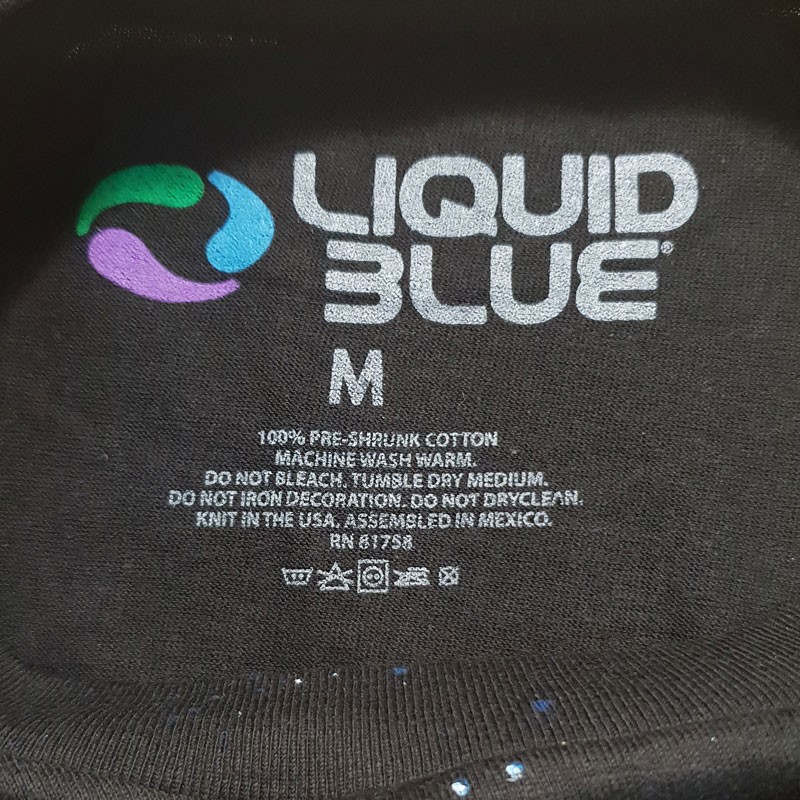 LIQUID
BLUE®
M
100% PRE-SHRUNK COTTON
MACHINE WASH WARM.
DO NOT BLEACH. TUMBLE DRY MEDIUM.
DO NOT IRON DECORATION. DO NOT DRYCLEAN.
KNIT IN THE USA. ASSEMBLED IN MEXICO.
RN 81758